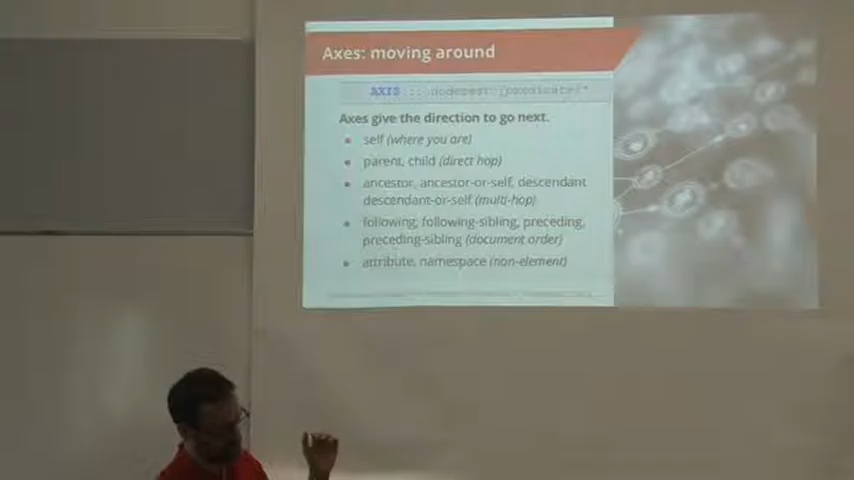 Axes: moving around
AXIS :: nodetest [predicate]*
Axes give the direction to go next.
self (where you are)
parent, child (direct hop)
ancestor, ancestor-or-self, descendant
descendant-or-self (multi-hop)
following, following-sibling, preceding,
preceding-sibling (document order)
attribute, namespace (non-element)